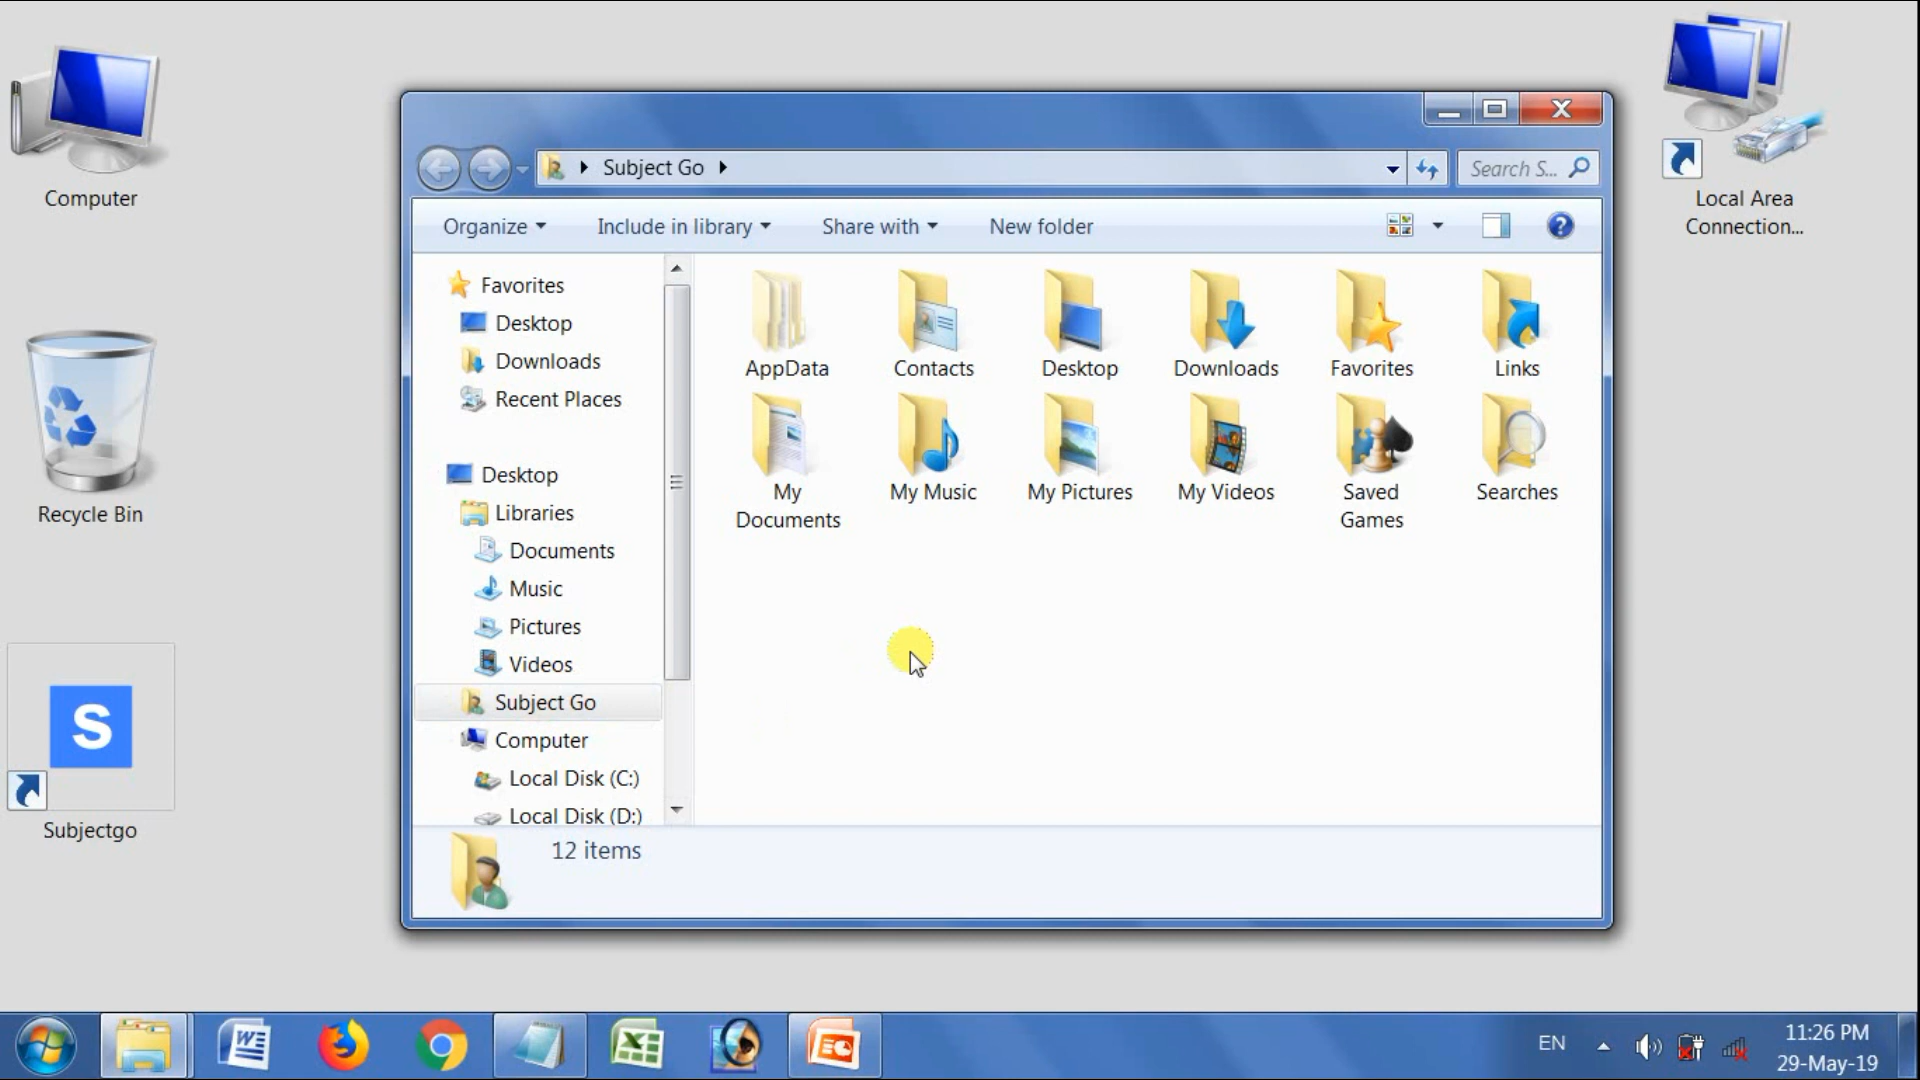 Computer
Recycle Bin
S
Subjectgo
Local Area
Connection...
Subject Go
Search S...
Organize
Include in library
Share with
New folder
Favorites
Desktop
Downloads
Recent Places
Desktop
Libraries
Documents
Music
Pictures
Videos
Subject Go
Computer
Local Disk (C:)
Local Disk (D:)
AppData
Contacts
Desktop
Downloads
Favorites
Links
My
Documents
My Music
My Pictures
My Videos
Saved
Games
Searches
12 items
EN
11:26 PM
29-May-19